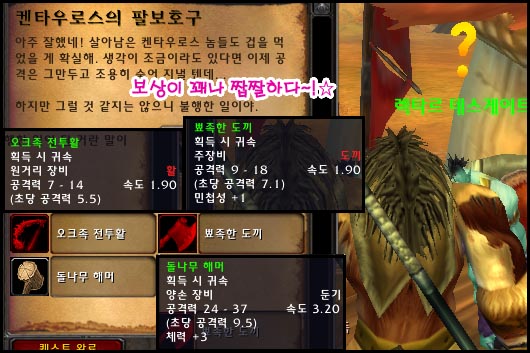 켄타우로스의 팔보호구
아주 잘했네! 살아남은 켄타우로스 놈들도 겁을 먹
었을 게 확실해. 생각이 조금이라도 있다면 이제 공
격은 그만두고 조용히 숨어 지낼 테데...
보상이 꽤나 짭짤하다~!☆
하지만 그럴 것 같지는 않으니 불행한 일이야.
말이
오크족 전투활
획득 시 귀속
원거리 장비 활
공격력 7 - 14 속도 1.90
(초당 공격력 5.5)
뾰족한 도끼
획득 시 귀속
주장비 도끼
공격력 9 - 18 속도 1.90
(초당 공격력 7.1)
민첩성 +1
오크족 전투활
뾰족한 도끼
돌나무 해머
돌나무 해머
획득 시 귀속
양손 장비 둔기
공격력 24 - 37 속도 3.20
(초당 공격력 9.5)
체력 +3
퀘스트 완료